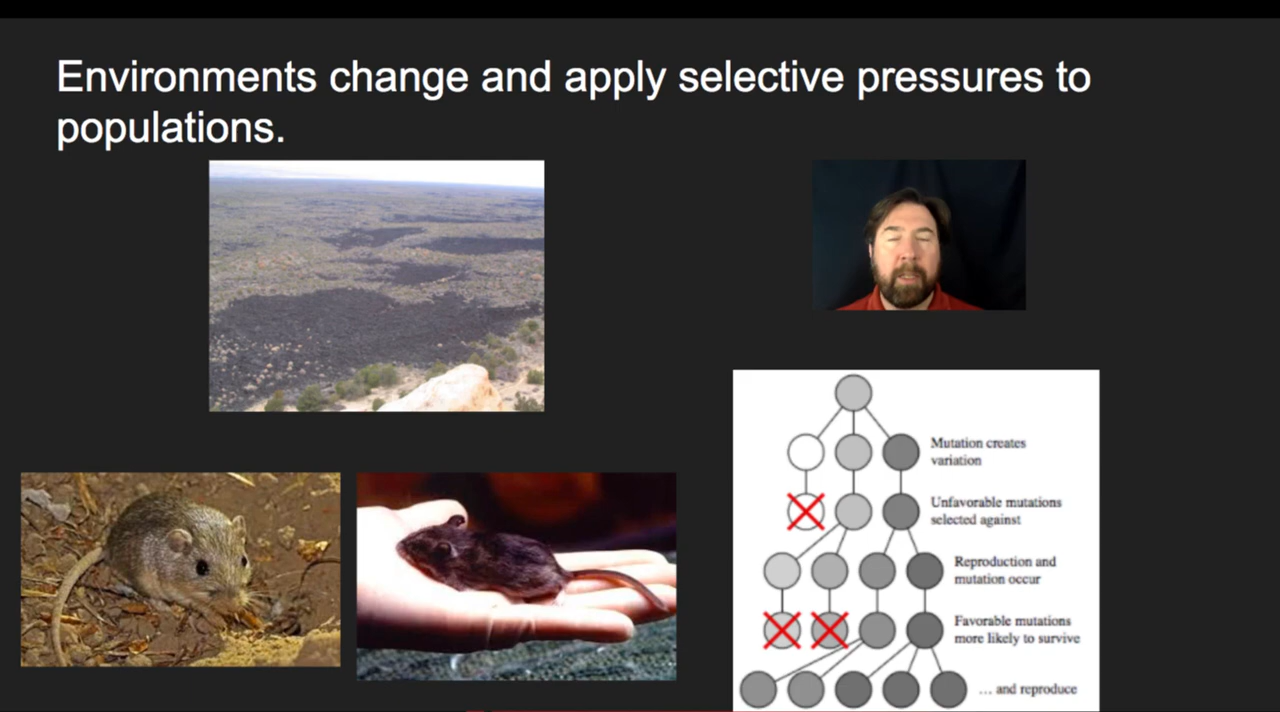 Environments change and apply selective pressures to
populations.
Mutation creates
variation
Unfavorable mutations
selected against
Reproduction and
mutation occur
Favorable mutations
more likely to survive
... and reproduce